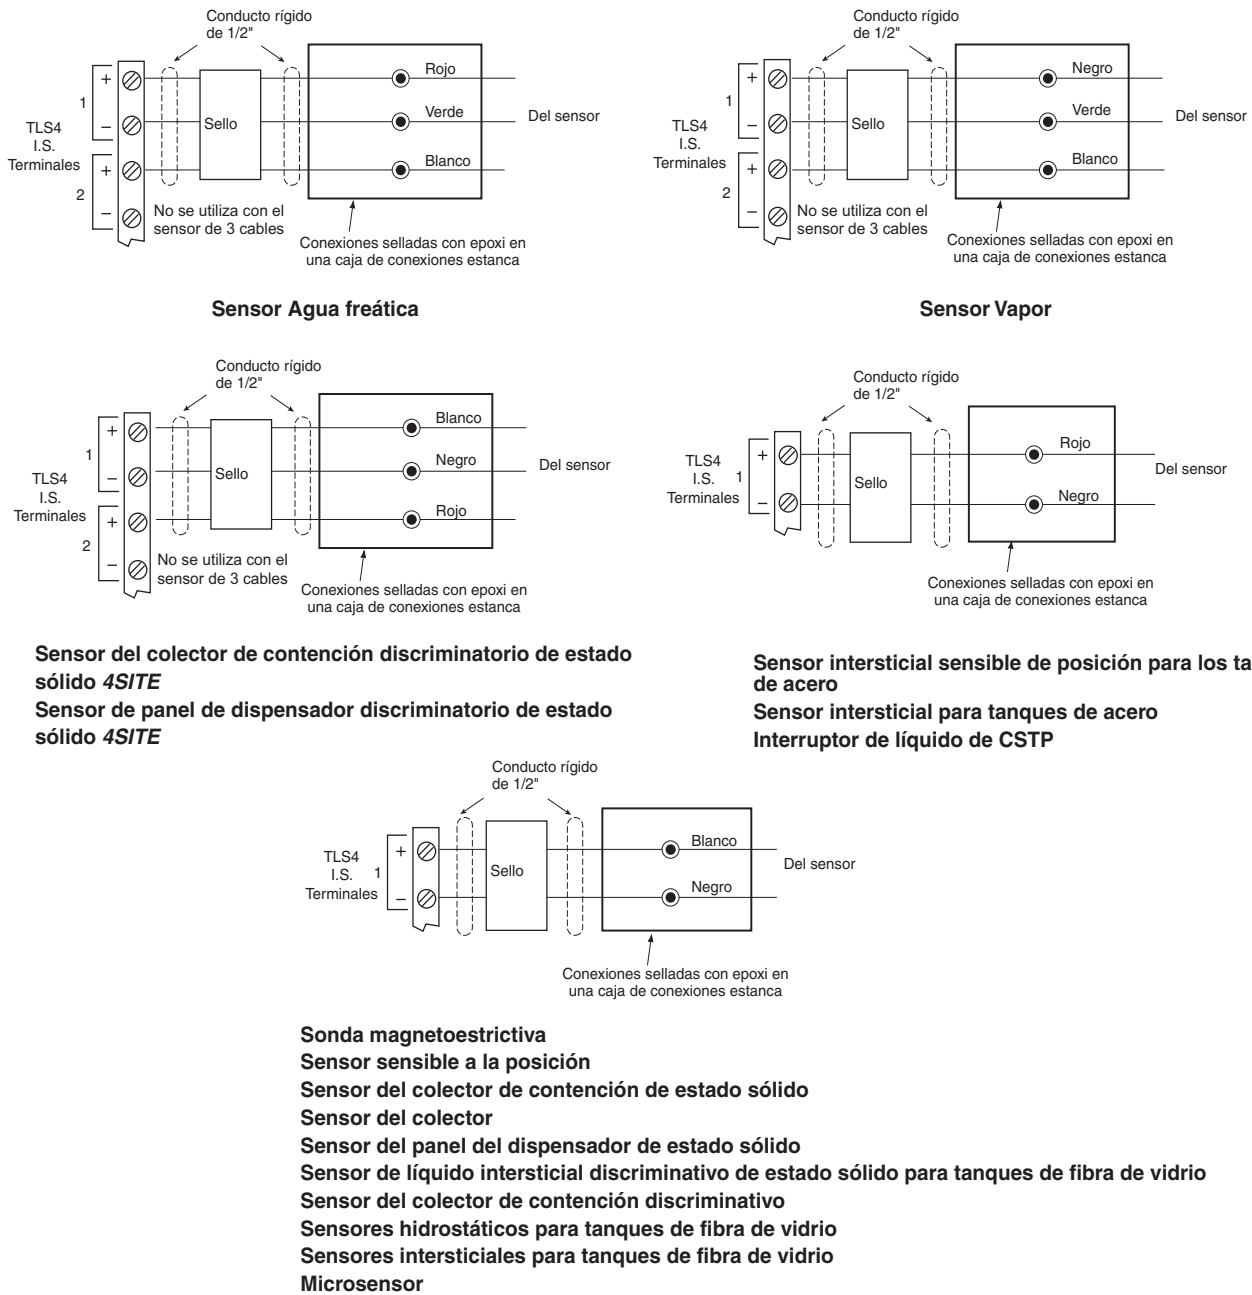 Conducto rígido
de 1/2"
+
1
−
TLS4
I.S.
Terminales
+
2
−
Sello
Rojo
Verde
Blanco
Del sensor
No se utiliza con el
sensor de 3 cables
Conexiones selladas con epoxi en
una caja de conexiones estanca
Sensor Agua freática
Conducto rígido
de 1/2"
+
1
−
TLS4
I.S.
Terminales
+
2
−
Sello
Negro
Verde
Blanco
Del sensor
No se utiliza con el
sensor de 3 cables
Conexiones selladas con epoxi en
una caja de conexiones estanca
Sensor Vapor
Conducto rígido
de 1/2"
+
1
−
TLS4
I.S.
Terminales
+
2
−
Sello
Blanco
Negro
Rojo
Del sensor
No se utiliza con el
sensor de 3 cables
Conexiones selladas con epoxi en
una caja de conexiones estanca
Sensor del colector de contención discriminatorio de estado
sólido 4SITE
Sensor de panel de dispensador discriminatorio de estado
sólido 4SITE
Conducto rígido
de 1/2"
+
TLS4
I.S.
Terminales
1
−
Sello
Rojo
Negro
Del sensor
Conexiones selladas con epoxi en
una caja de conexiones estanca
Sensor intersticial sensible de posición para los ta
de acero
Sensor intersticial para tanques de acero
Interruptor de líquido de CSTP
Conducto rígido
de 1/2"
+
TLS4
I.S.
Terminales
1
−
Sello
Blanco
Negro
Del sensor
Conexiones selladas con epoxi en
una caja de conexiones estanca
Sonda magnetoestrictiva
Sensor sensible a la posición
Sensor del colector de contención de estado sólido
Sensor del colector
Sensor del panel del dispensador de estado sólido
Sensor de líquido intersticial discriminativo de estado sólido para tanques de fibra de vidrio
Sensor del colector de contención discriminativo
Sensores hidrostáticos para tanques de fibra de vidrio
Sensores intersticiales para tanques de fibra de vidrio
Microsensor